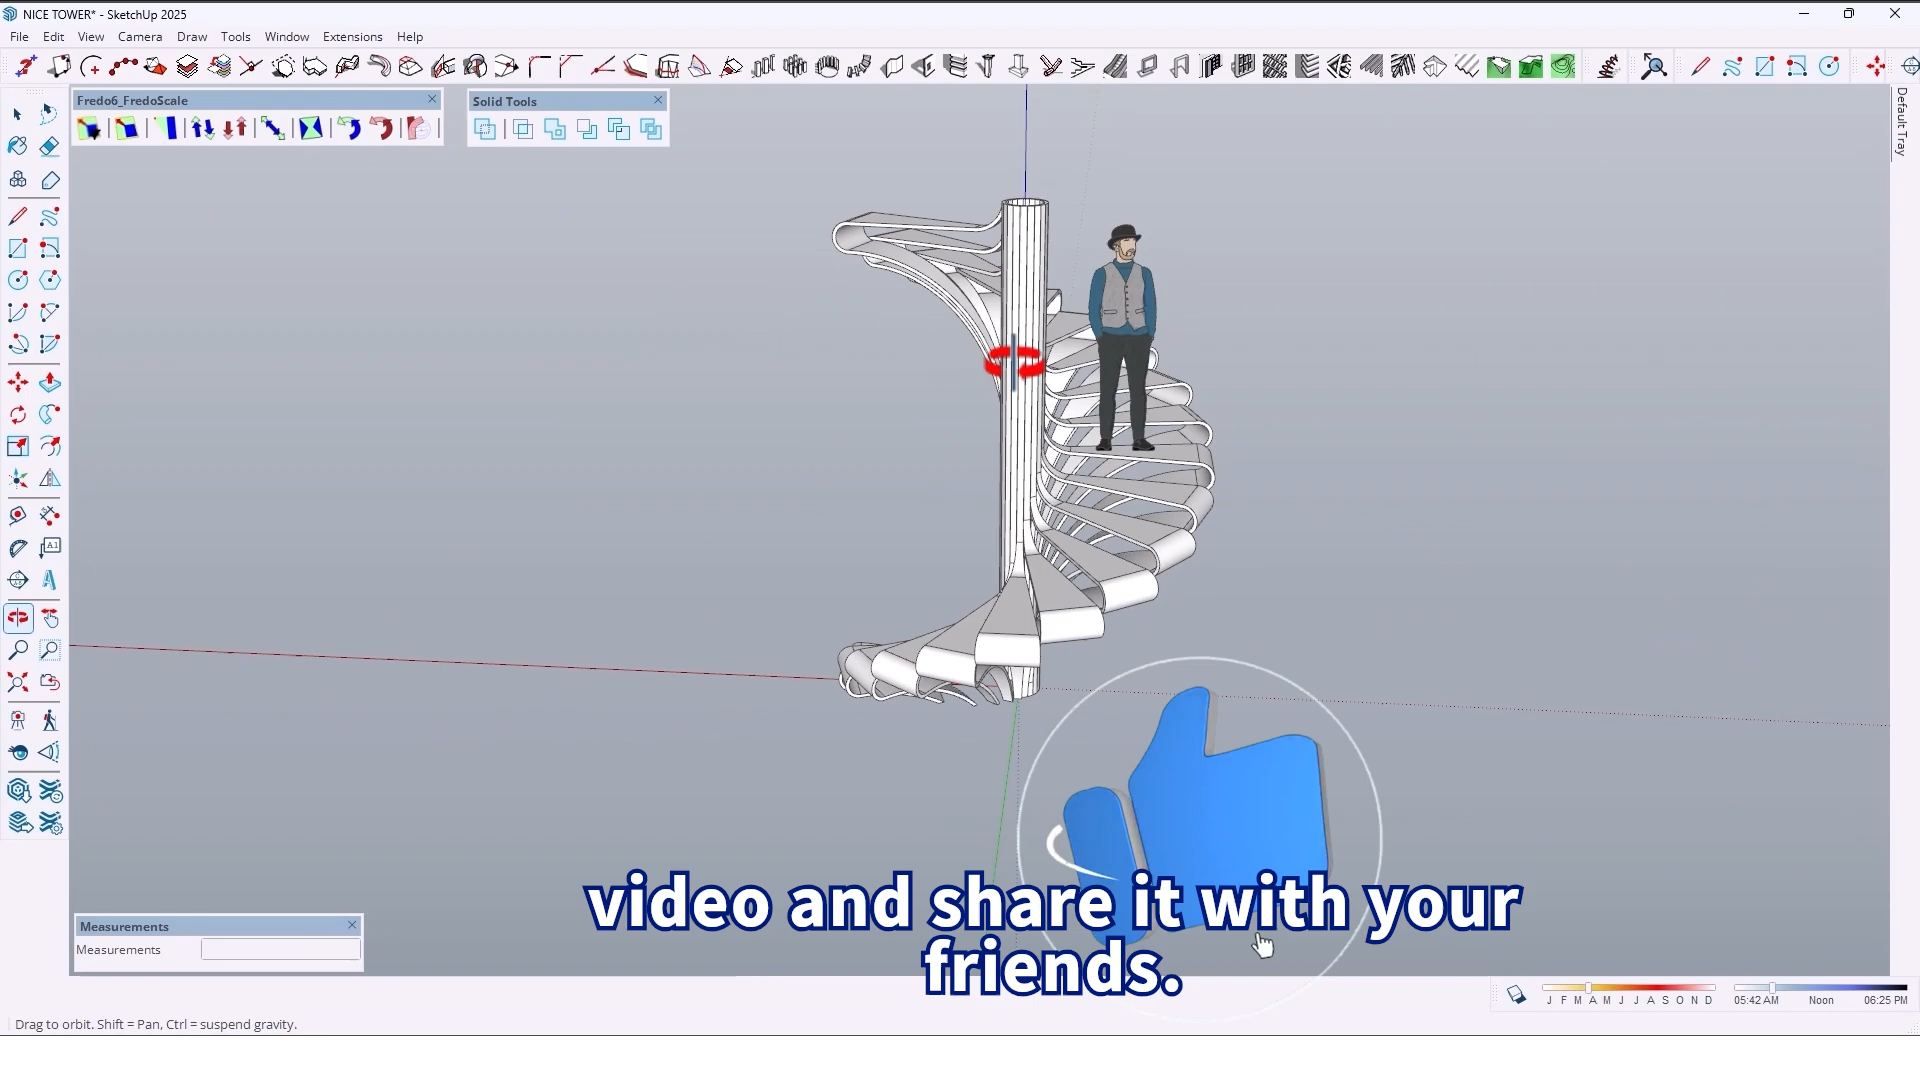 NICE TOWER* - SketchUp 2025
File Edit View Camera Draw Tools Window Extensions Help
Fredo6_FredoScale
Solid Tools
Default Tray
A1
Measurements
Measurements
video and share it with your
friends.
J F M A M J J A S O N D
05:42 AM Noon 06:25 PM
Drag to orbit. Shift = Pan, Ctrl = suspend gravity.